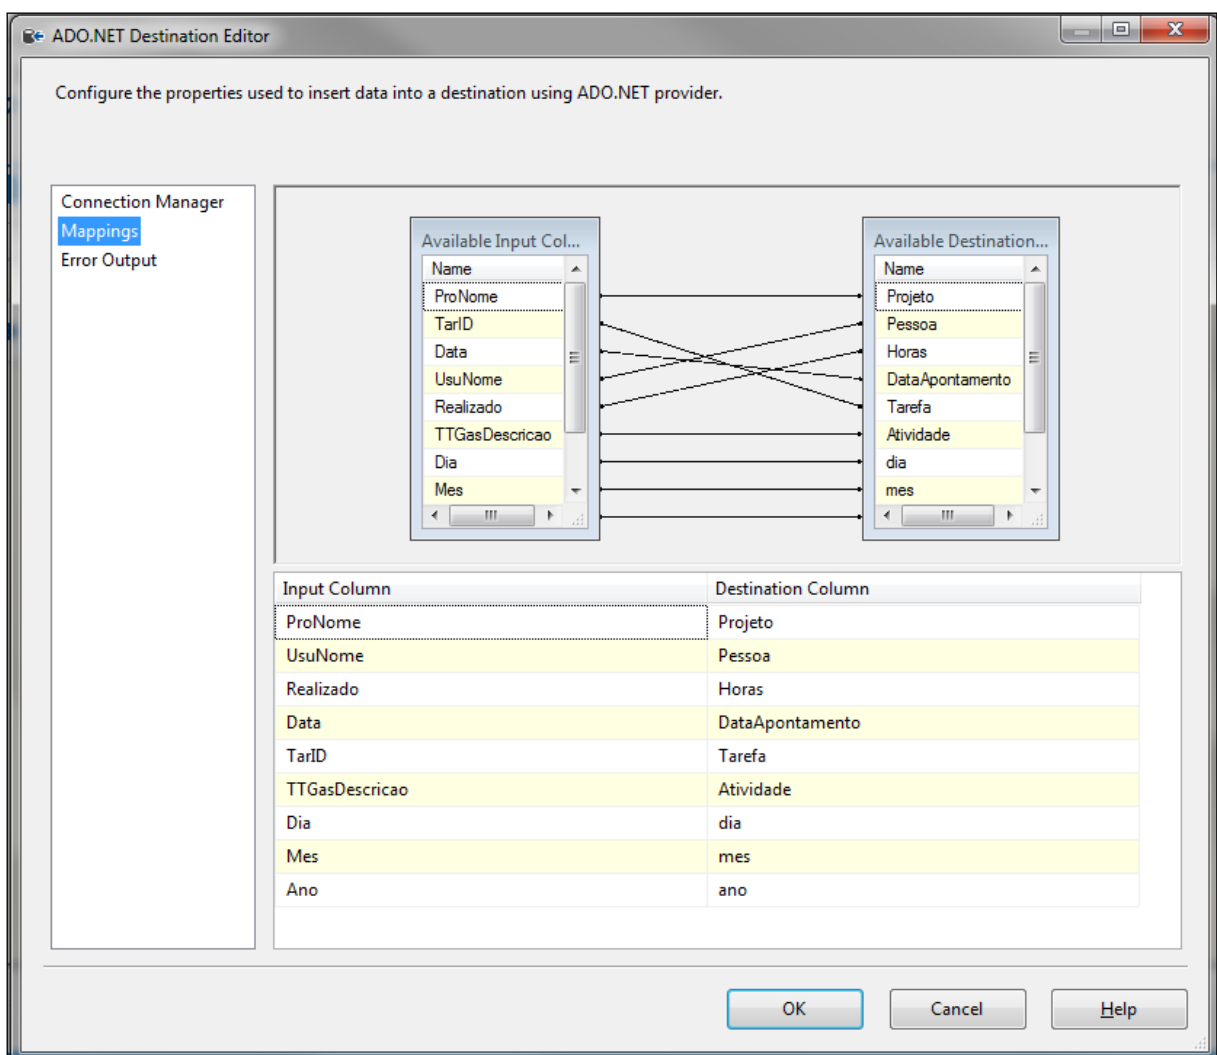 ADO.NET Destination Editor
Configure the properties used to insert data into a destination using ADO.NET provider.
Connection Manager
Mappings
Error Output
Available Input Col...
Name
ProNome
TarID
Data
UsuNome
Realizado
TTGasDescricao
Dia
Mes
Available Destination...
Name
Projeto
Pessoa
Horas
DataApontamento
Tarefa
Atividade
dia
mes
Input Column Destination Column
ProNome Projeto
UsuNome Pessoa
Realizado Horas
Data DataApontamento
TarID Tarefa
TTGasDescricao Atividade
Dia dia
Mes mes
Ano ano
OK Cancel Help